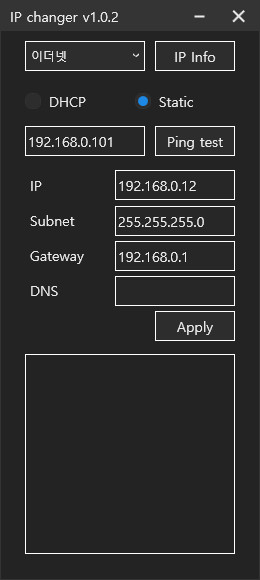 IP changer v1.0.2
이더넷 IP Info
DHCP Static
192.168.0.101 Ping test
IP 192.168.0.12
Subnet 255.255.255.0
Gateway 192.168.0.1
DNS
Apply